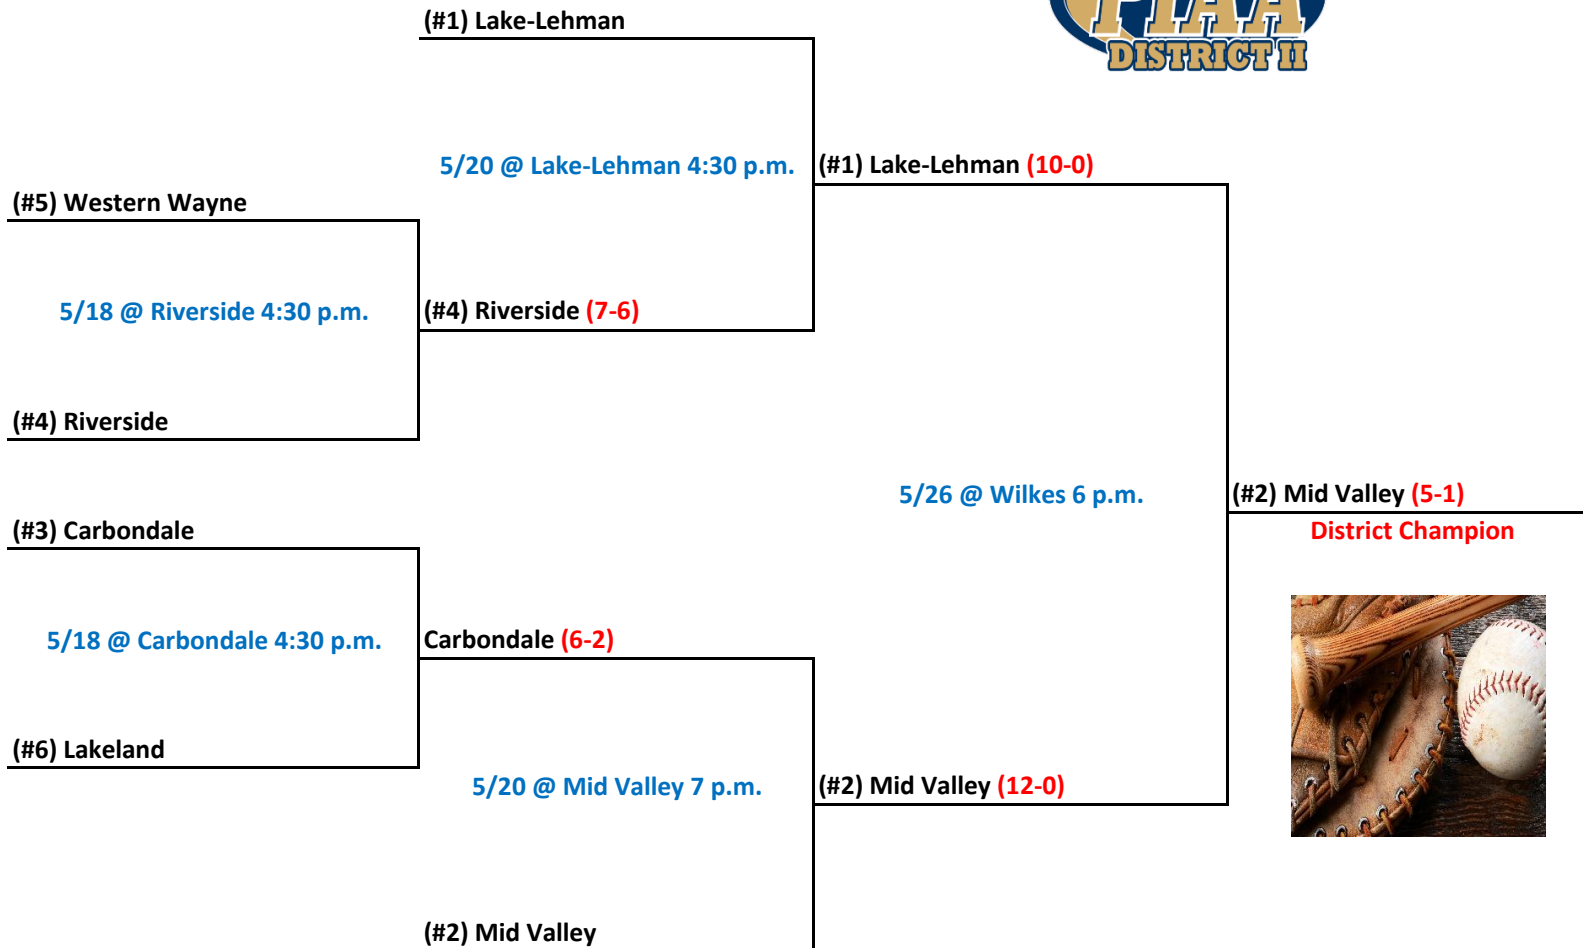 PIAA
DISTRICT II
(#1) Lake-Lehman
5/20 @ Lake-Lehman 4:30 p.m.
(#1) Lake-Lehman (10-0)
(#5) Western Wayne
5/18 @ Riverside 4:30 p.m.
(#4) Riverside (7-6)
(#4) Riverside
5/26 @ Wilkes 6 p.m.
(#2) Mid Valley (5-1)
District Champion
(#3) Carbondale
5/18 @ Carbondale 4:30 p.m.
Carbondale (6-2)
(#6) Lakeland
5/20 @ Mid Valley 7 p.m.
(#2) Mid Valley (12-0)
(#2) Mid Valley